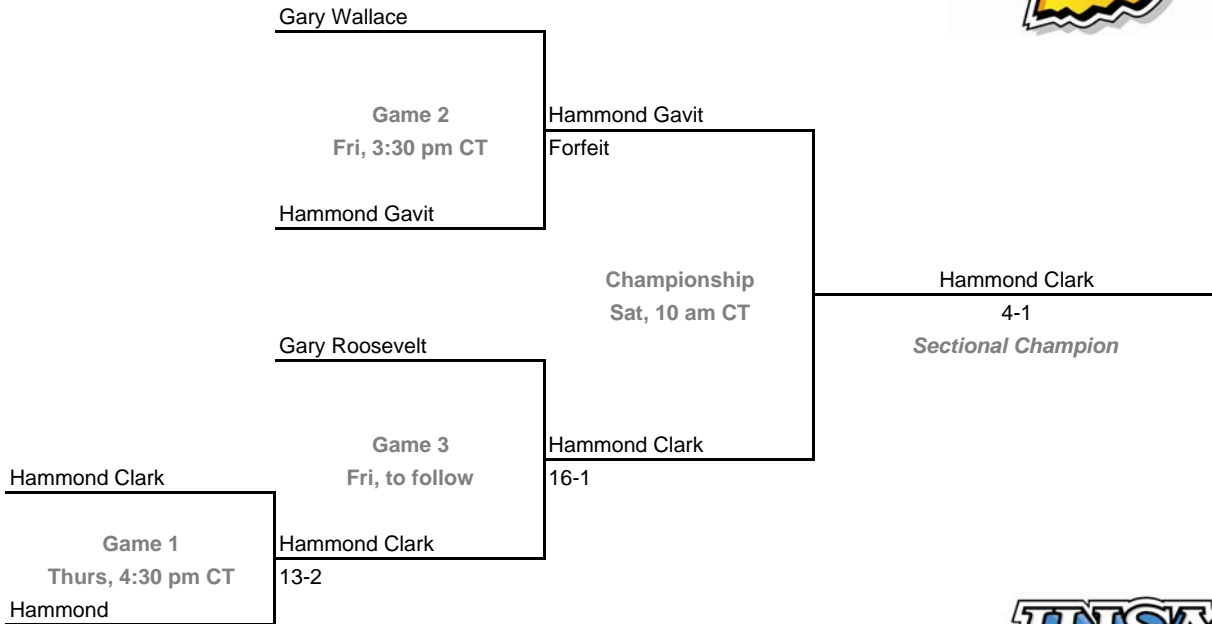 Gary Wallace
Game 2
Fri, 3:30 pm CT
Hammond Gavit
Forfeit
Hammond Gavit
Championship
Sat, 10 am CT
Hammond Clark
4-1
Sectional Champion
Gary Roosevelt
Game 3
Fri, to follow
Hammond Clark
16-1
Hammond Clark
Game 1
Thurs, 4:30 pm CT
Hammond Clark
13-2
Hammond